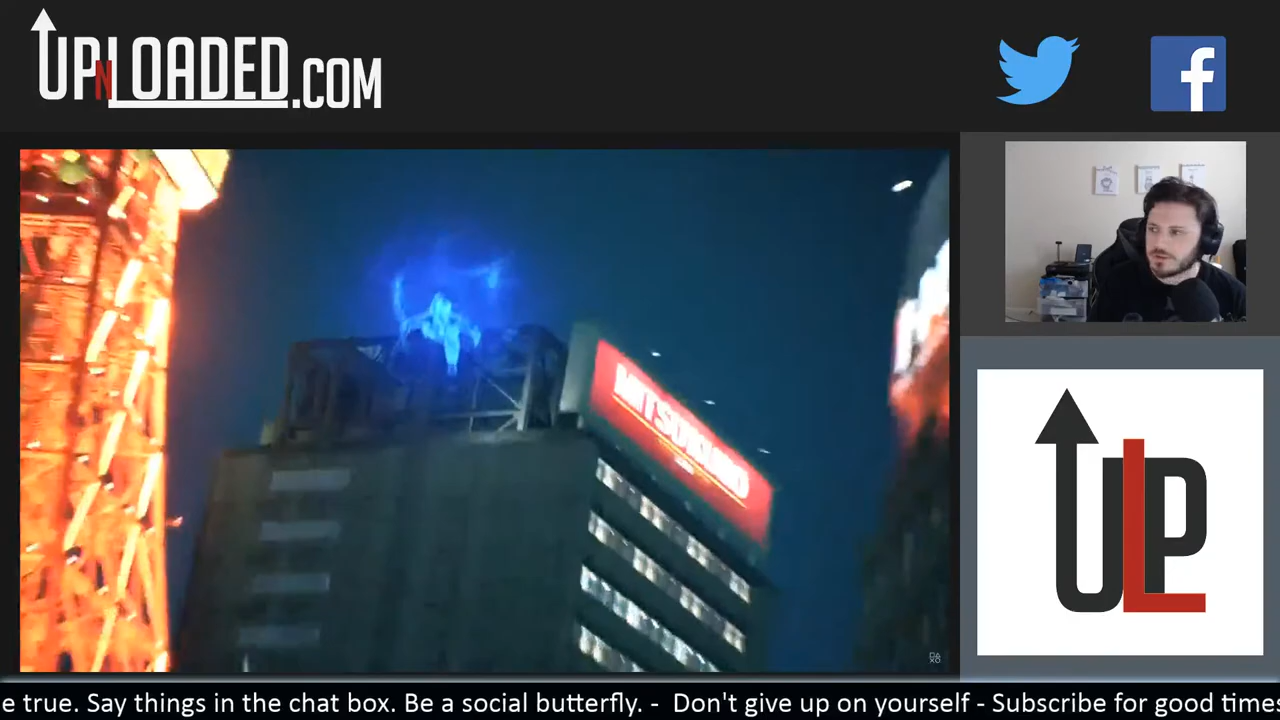 UPNLOADED.COM
MITSUKUBO
ULP
e true. Say things in the chat box. Be a social butterfly. - Don't give up on yourself - Subscribe for good times